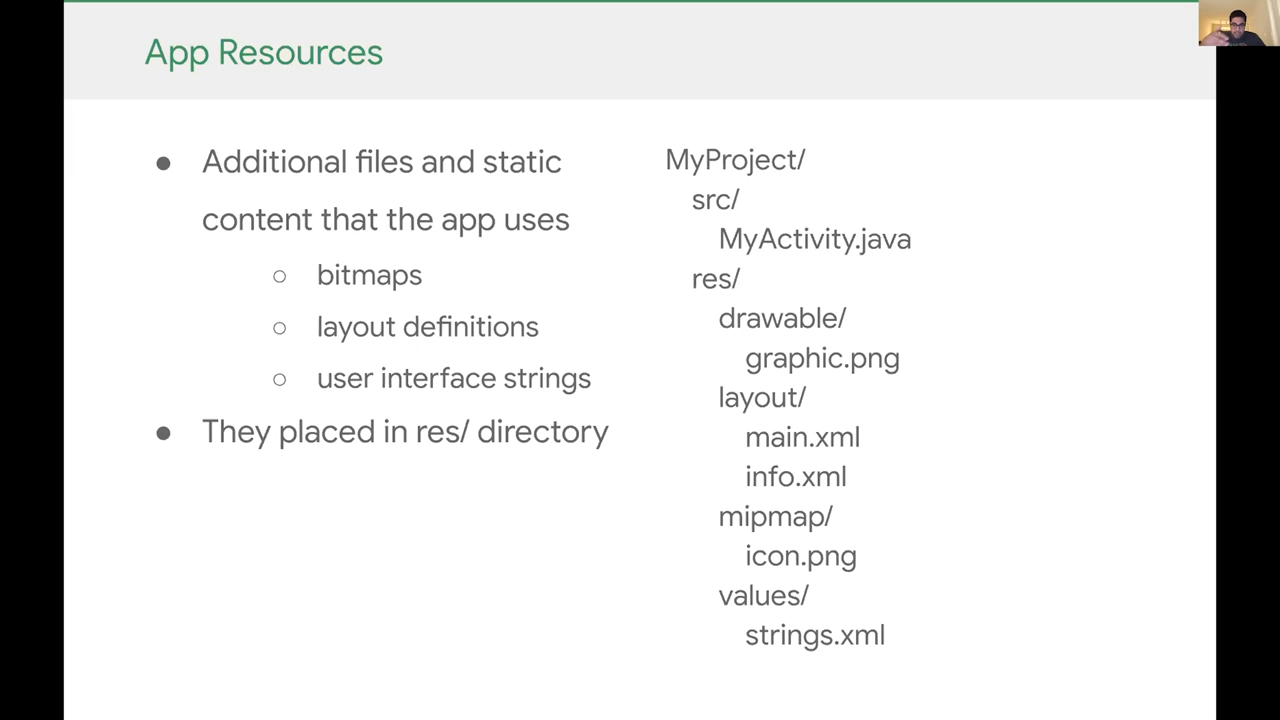 App Resources
● Additional files and static
content that the app uses
○ bitmaps
○ layout definitions
○ user interface strings
● They placed in res/ directory
MyProject/
src/
MyActivity.java
res/
drawable/
graphic.png
layout/
main.xml
info.xml
mipmap/
icon.png
values/
strings.xml